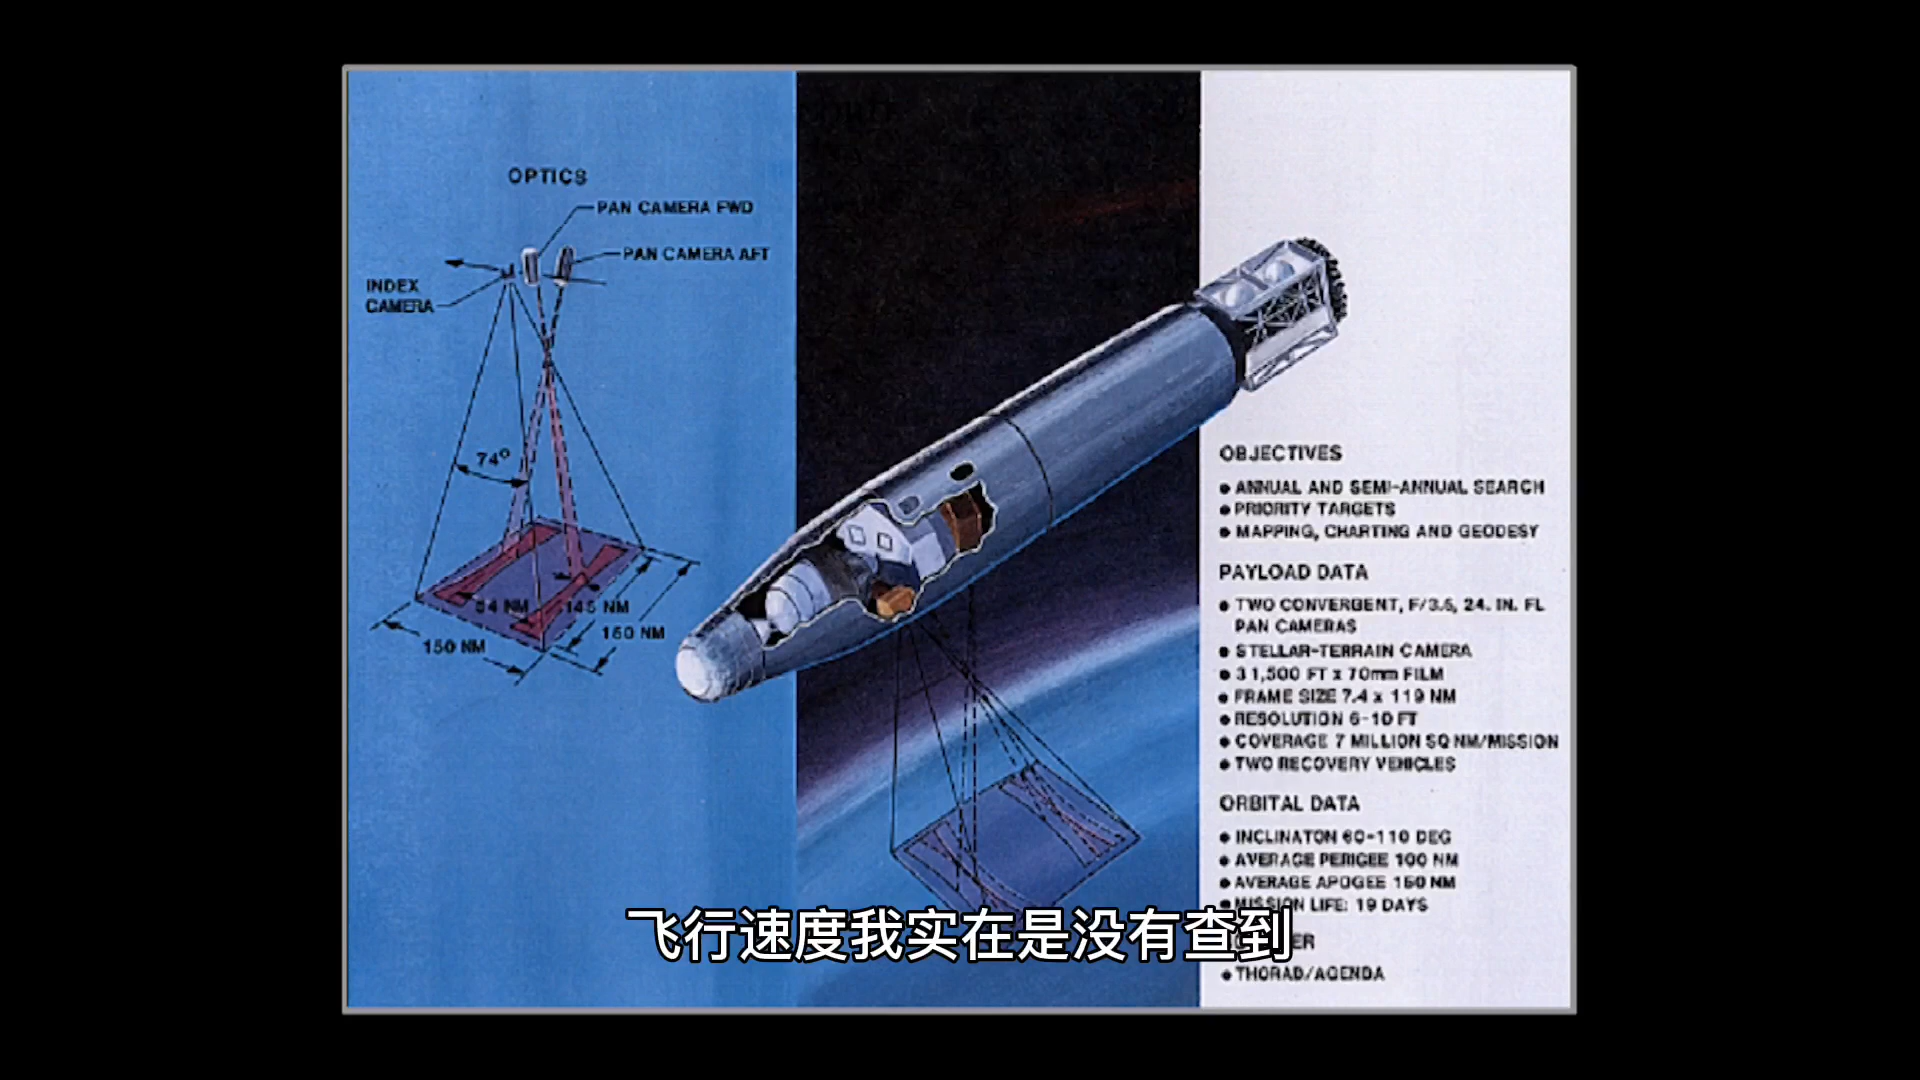 OPTICS
PAN CAMERA FWD
PAN CAMERA AFT
INDEX
CAMERA
74°
84 NM
145 NM
150 NM
150 NM
OBJECTIVES
● ANNUAL AND SEMI-ANNUAL SEARCH
● PRIORITY TARGETS
● MAPPING, CHARTING AND GEODESY
PAYLOAD DATA
● TWO CONVERGENT, F/3.5, 24. IN. FL
PAN CAMERAS
● STELLAR-TERRAIN CAMERA
● 31,500 FT x 70mm FILM
● FRAME SIZE 7.4 x 119 NM
● RESOLUTION 6-10 FT
● COVERAGE 7 MILLION SQ NM/MISSION
● TWO RECOVERY VEHICLES
ORBITAL DATA
● INCLINATON 60-110 DEG
● AVERAGE PERIGEE 100 NM
● AVERAGE APOGEE 150 NM
● MISSION LIFE: 19 DAYS
飞行速度我实在是没有查到
● THORAD/AGENDA